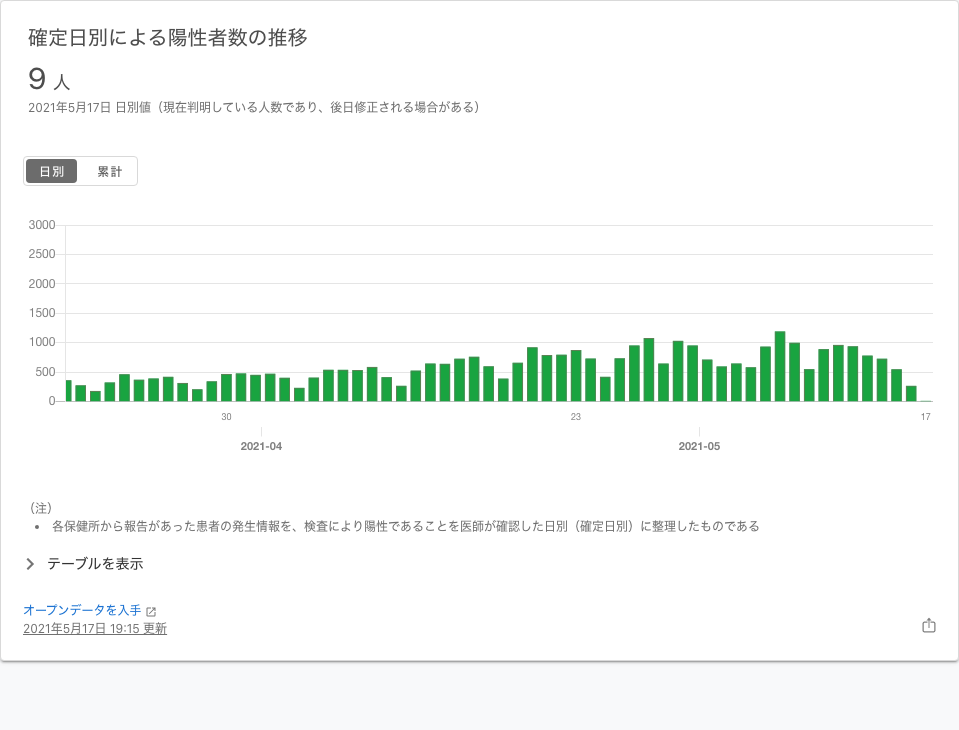 確定日別による陽性者数の推移
9 人
2021年5月17日 日別値（現在判明している人数であり、後日修正される場合がある）
日別 累計
3000
2500
2000
1500
1000
500
0
30 23 17
2021-04 2021-05
（注）
• 各保健所から報告があった患者の発生情報を、検査により陽性であることを医師が確認した日別（確定日別）に整理したものである
テーブルを表示
オープンデータを入手
2021年5月17日 19:15 更新